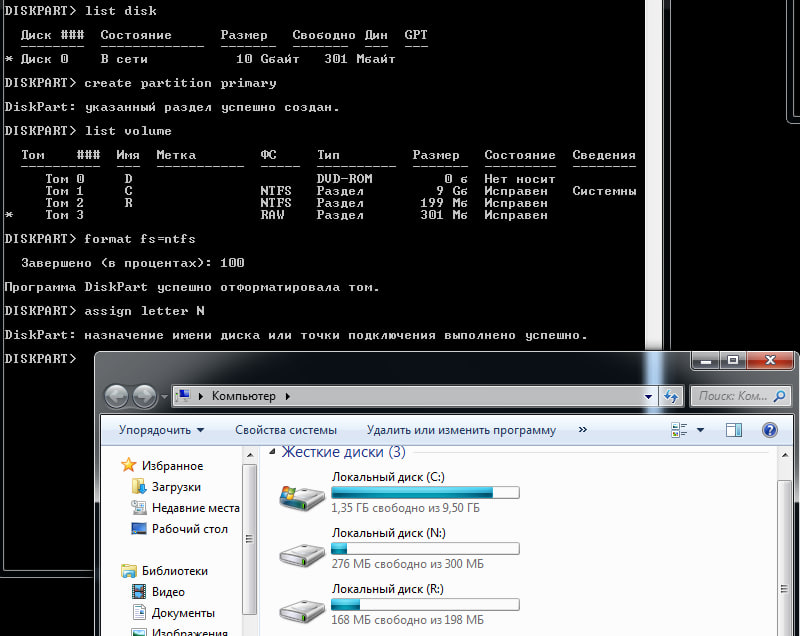 DISKPART> list disk
Диск ### Состояние Размер Свободно Дин GPT
-------- ------------- ------- ------- --- ---
* Диск 0 В сети 10 Gбайт 301 Mбайт
DISKPART> create partition primary
DiskPart: указанный раздел успешно создан.
DISKPART> list volume
Том ### Имя Метка ФС Тип Размер Состояние Сведения
---------- --- ----------- ----- ---------- ------- --------- --------
Том 0 D DVD-ROM 0 б Нет носит
Том 1 C NTFS Раздел 9 Gб Исправен Системны
Том 2 R NTFS Раздел 199 Mб Исправен
* Том 3 RAW Раздел 301 Mб Исправен
DISKPART> format fs=ntfs
Завершено (в процентах): 100
Программа DiskPart успешно отформатировала том.
DISKPART> assign letter N
DiskPart: назначение имени диска или точки подключения выполнено успешно.
DISKPART>
Компьютер
Поиск: Ком...
Упорядочить Свойства системы Удалить или изменить программу »
Избранное
Загрузки
Недавние места
Рабочий стол
Библиотеки
Видео
Документы
Изображения
Жесткие диски (3)
Локальный диск (C:)
1,35 ГБ свободно из 9,50 ГБ
Локальный диск (N:)
276 МБ свободно из 300 МБ
Локальный диск (R:)
168 МБ свободно из 198 МБ